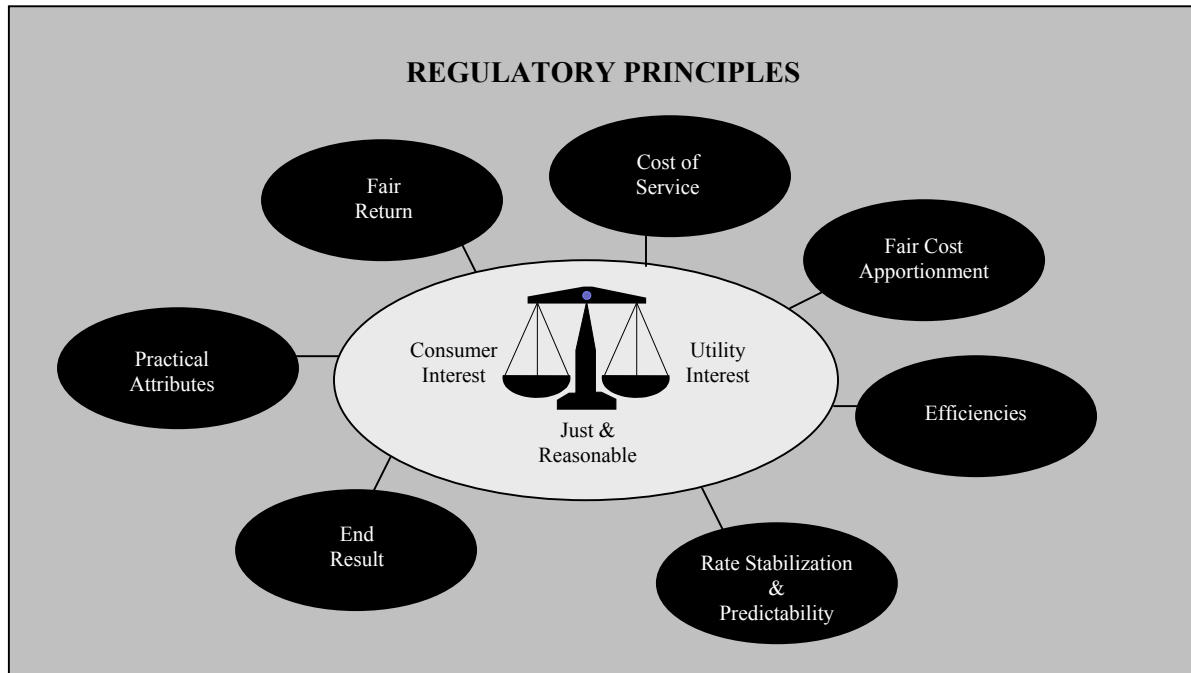 REGULATORY PRINCIPLES
Cost of
Service
Fair
Return
Fair Cost
Apportionment
Practical
Attributes
Consumer
Interest
Utility
Interest
Just &
Reasonable
Efficiencies
End
Result
Rate Stabilization
&
Predictability